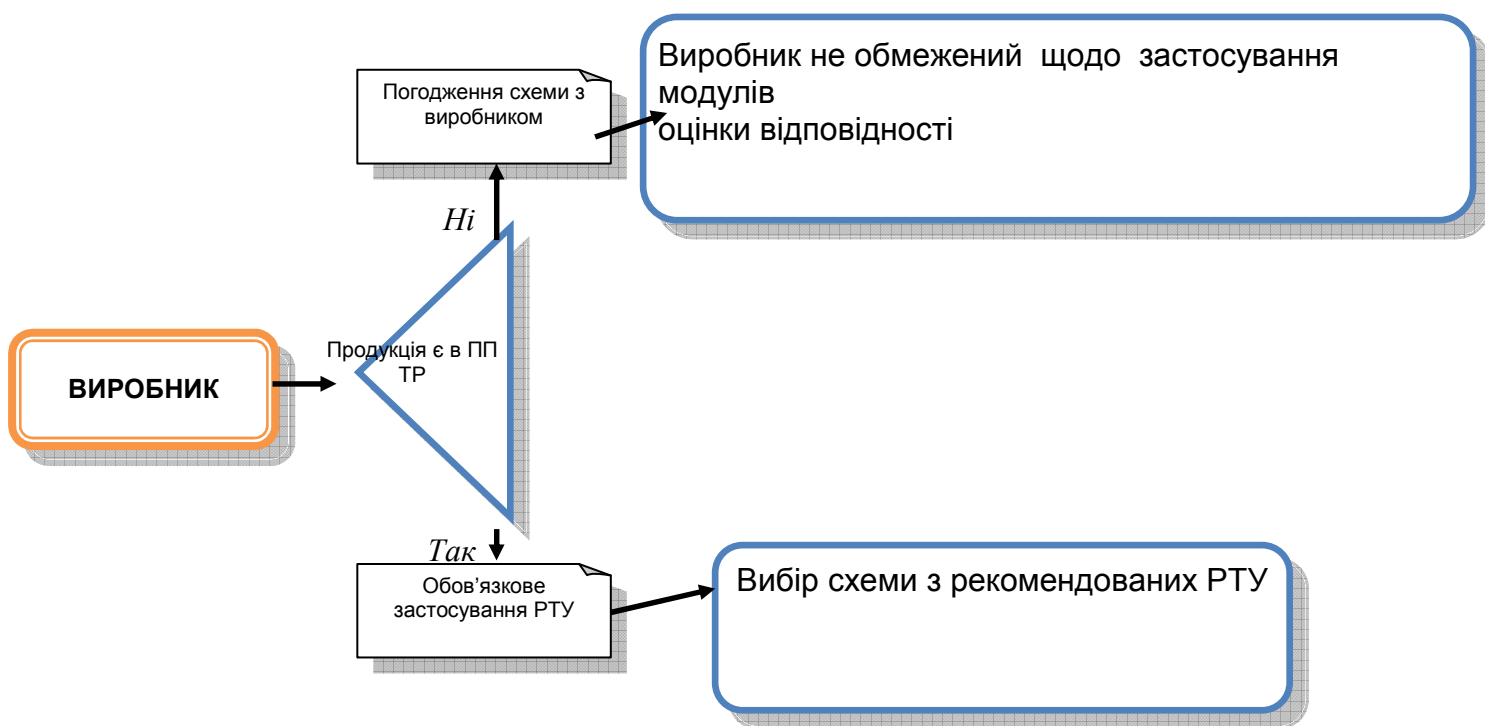 Виробник не обмежений щодо застосування
модулів
оцінки відповідності
Погодження схеми з
виробником
Ні
Продукція є в ПП
ТР
ВИРОБНИК
Так
Обов’язкове
застосування РТУ
Вибір схеми з рекомендованих РТУ